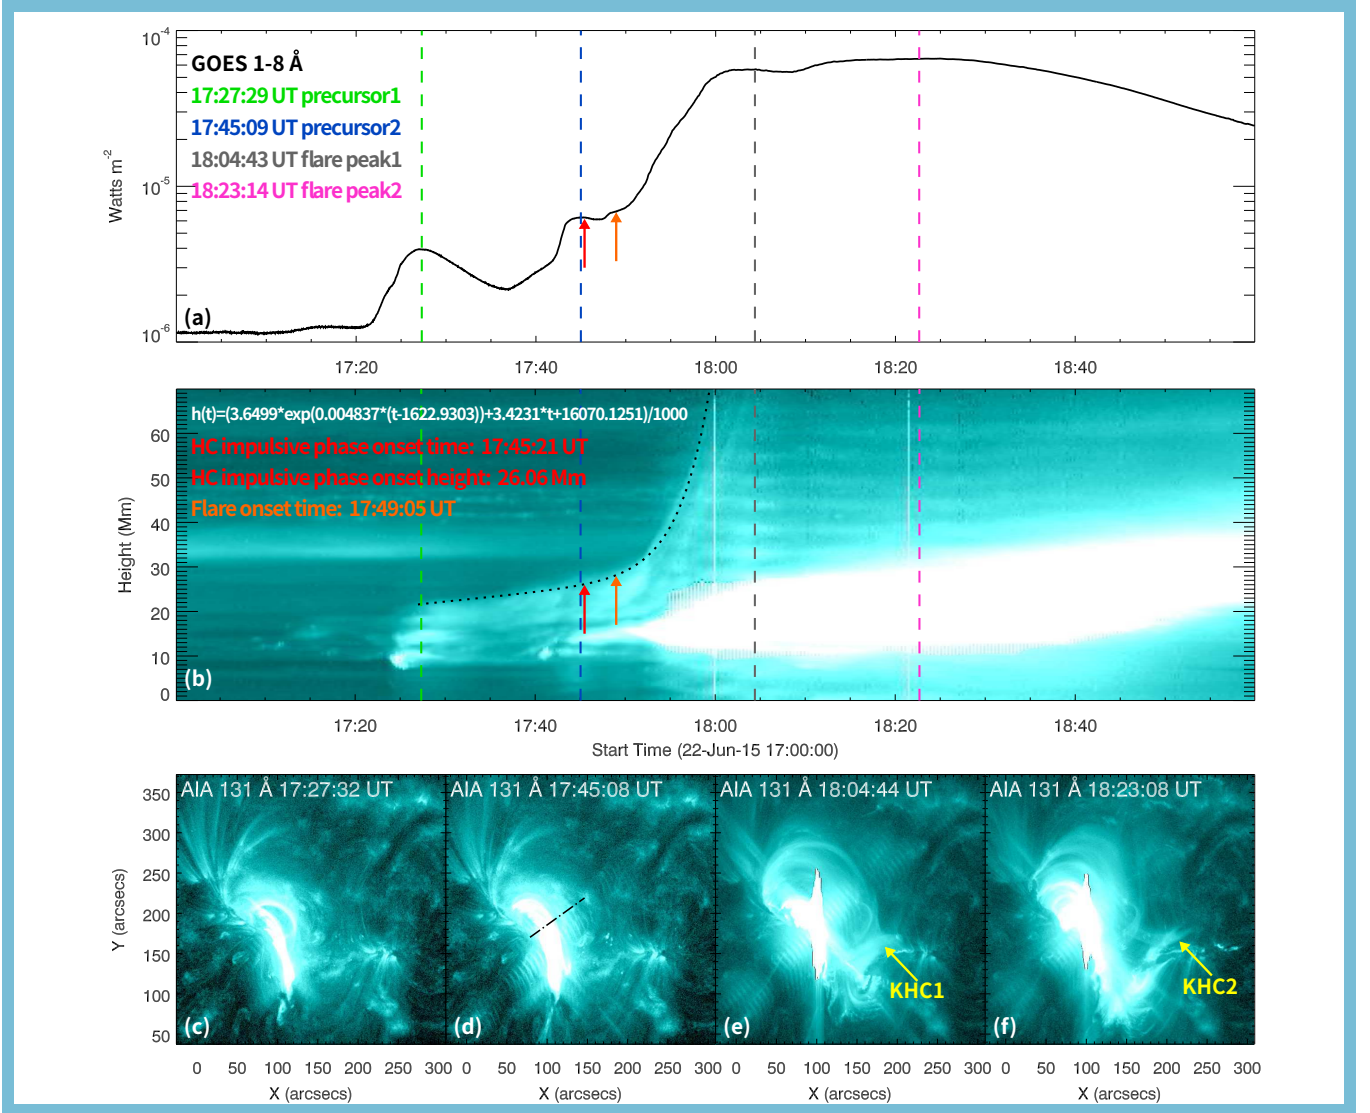 10⁻⁴
GOES 1-8 Å
17:27:29 UT precursor1
17:45:09 UT precursor2
18:04:43 UT flare peak1
18:23:14 UT flare peak2
Watts m⁻²
10⁻⁵
10⁻⁶
(a)
17:20 17:40 18:00 18:20 18:40
h(t)=(3.6499*exp(0.004837*(t-1622.9303))+3.4231*t+16070.1251)/1000
HC impulsive phase onset time: 17:45:21 UT
HC impulsive phase onset height: 26.06 Mm
Flare onset time: 17:49:05 UT
Height (Mm)
60
50
40
30
20
10
0
(b)
17:20 17:40 18:00 18:20 18:40
Start Time (22-Jun-15 17:00:00)
AIA 131 Å 17:27:32 UT
AIA 131 Å 17:45:08 UT
AIA 131 Å 18:04:44 UT
AIA 131 Å 18:23:08 UT
Y (arcsecs)
350
300
250
200
150
100
50
KHC1
KHC2
(c)
(d)
(e)
(f)
0 50 100 150 200 250 300 0 50 100 150 200 250 300 0 50 100 150 200 250 300 0 50 100 150 200 250 300
X (arcsecs)
X (arcsecs)
X (arcsecs)
X (arcsecs)